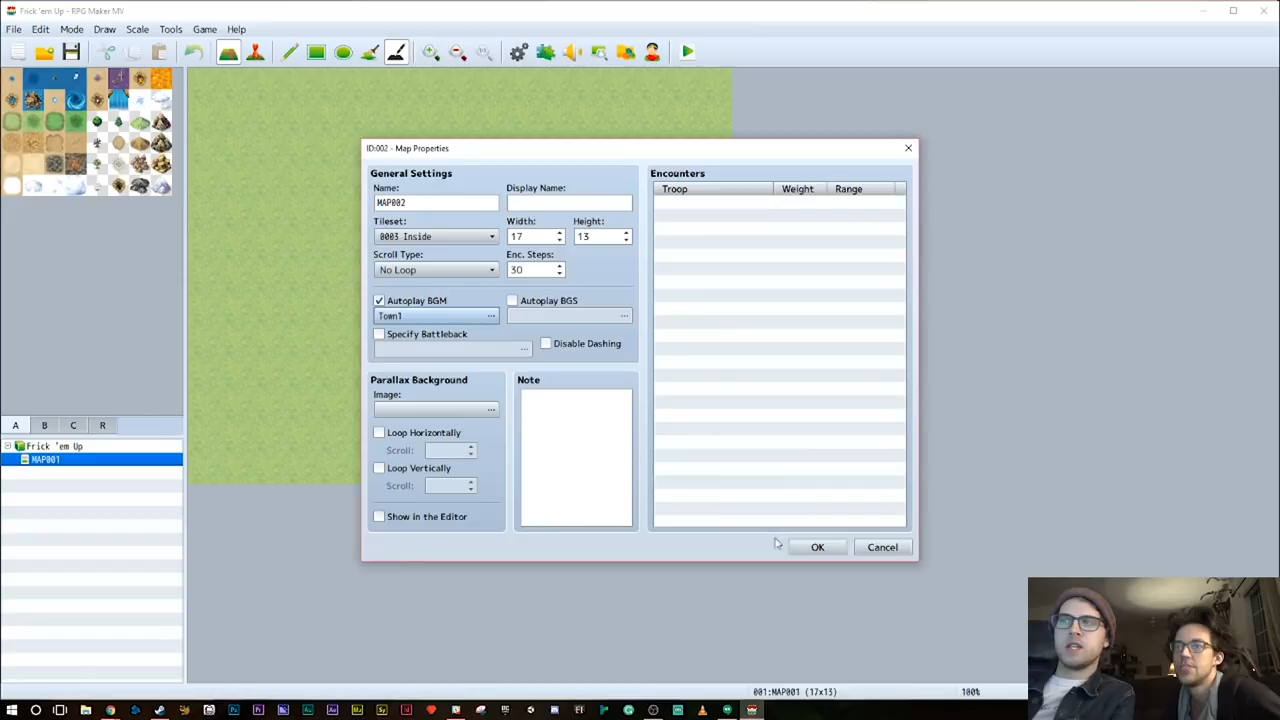 Frick 'em Up - RPG Maker MV
File Edit Mode Draw Scale Tools Game Help
ID:002 - Map Properties
General Settings
Name:
Display Name:
MAP002
Tileset:
Width:
Height:
0003 Inside
17
13
Scroll Type:
Enc. Steps:
No Loop
30
Autoplay BGM
Autoplay BGS
Town1
...
...
Specify Battleback
...
Disable Dashing
Parallax Background
Image:
...
Loop Horizontally
Scroll:
Loop Vertically
Scroll:
Show in the Editor
Note
Encounters
Troop Weight Range
OK
Cancel
A B C R
Frick 'em Up
MAP001
001:MAP001 (17x13)
100%